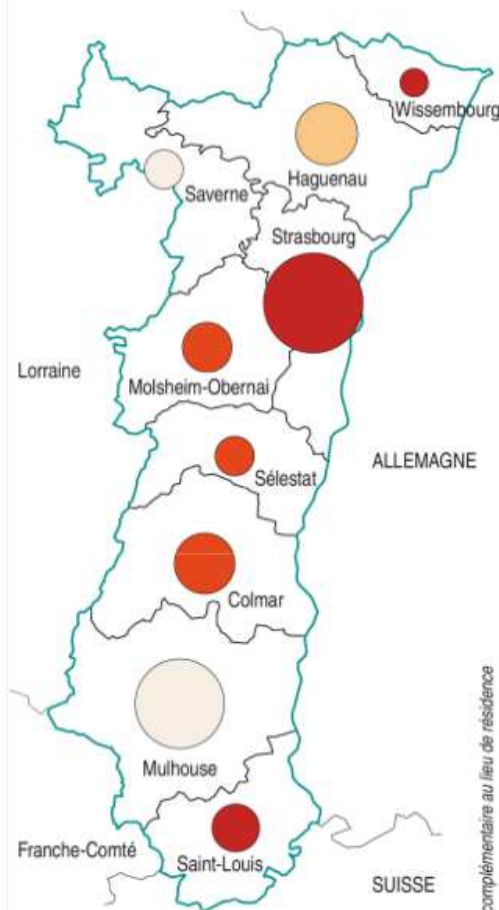 Wissembourg
Haguenau
Saverne
Strasbourg
Lorraine
Molsheim-Obernai
ALLEMAGNE
Sélestat
Colmar
Mulhouse
Franche-Comté
Saint-Louis
SUISSE
complémentaire au lieu de résidence